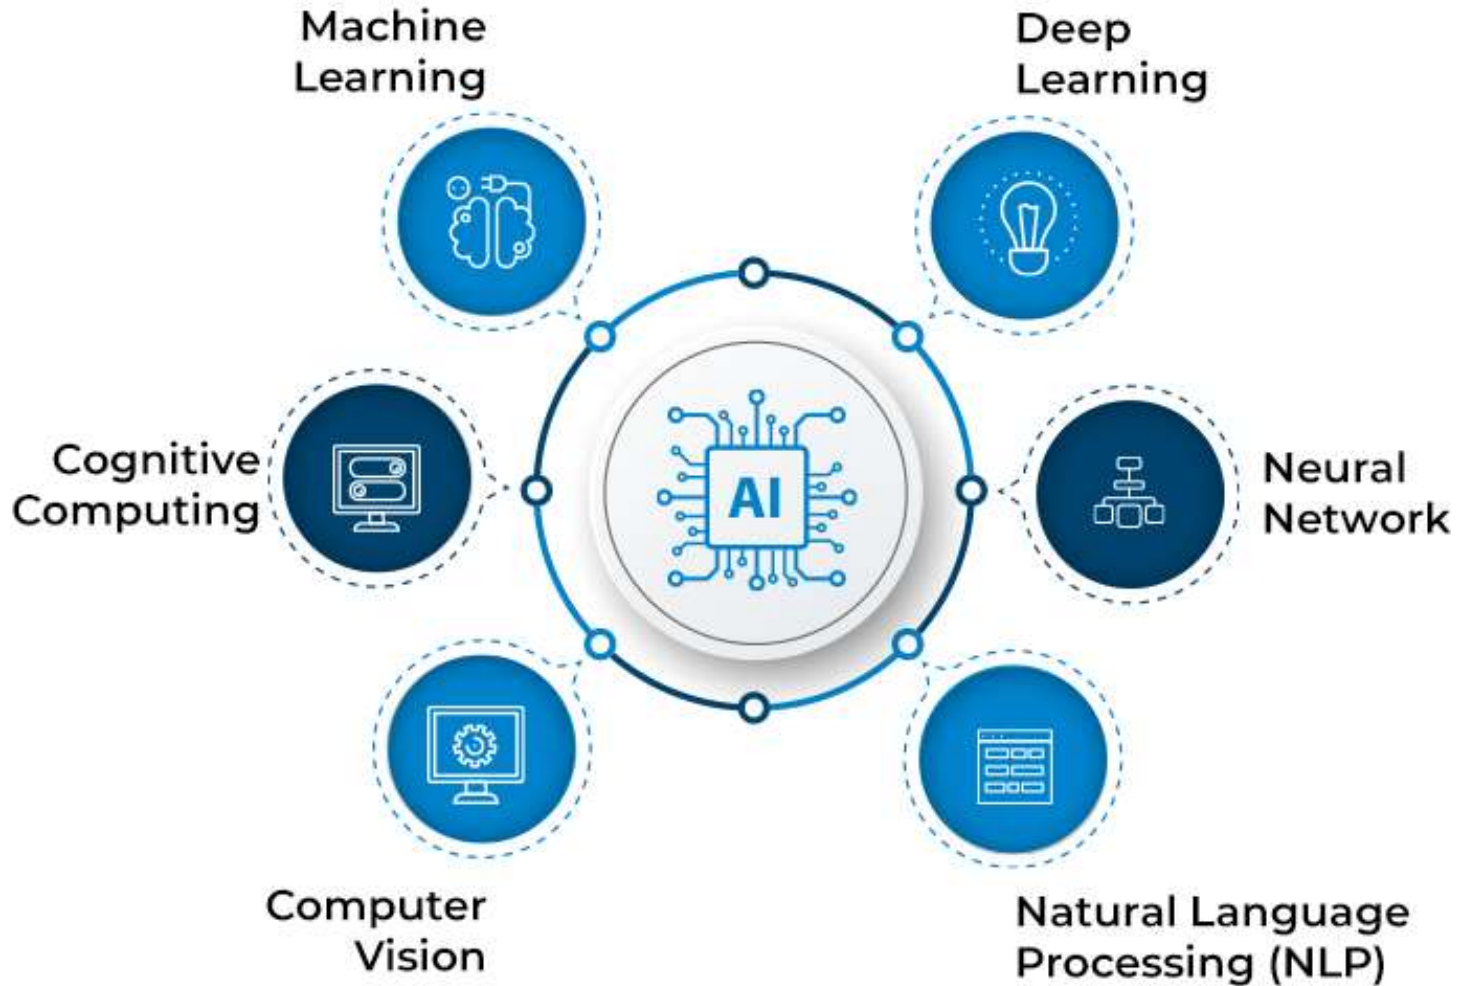 Machine
Learning
Deep
Learning
Cognitive
Computing
AI
Neural
Network
Computer
Vision
Natural Language
Processing (NLP)